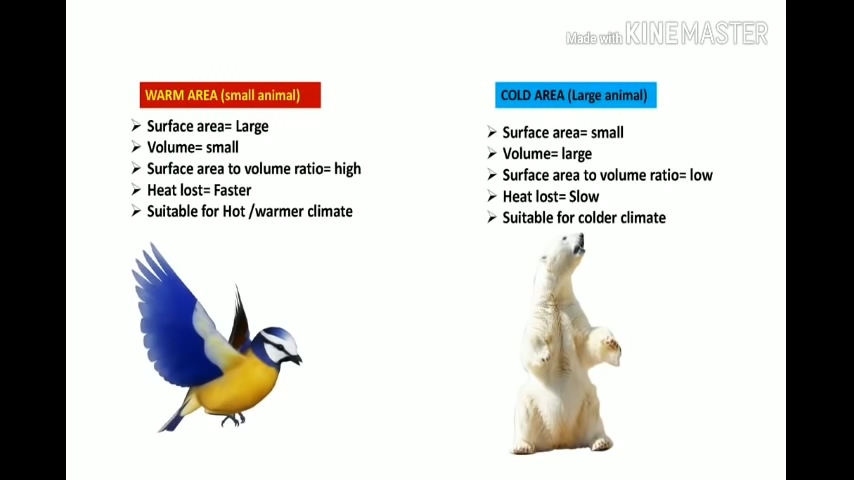 Made with KINEMASTER
WARM AREA (small animal)
Surface area= Large
Volume= small
Surface area to volume ratio= high
Heat lost= Faster
Suitable for Hot /warmer climate
COLD AREA (Large animal)
Surface area= small
Volume= large
Surface area to volume ratio= low
Heat lost= Slow
Suitable for colder climate